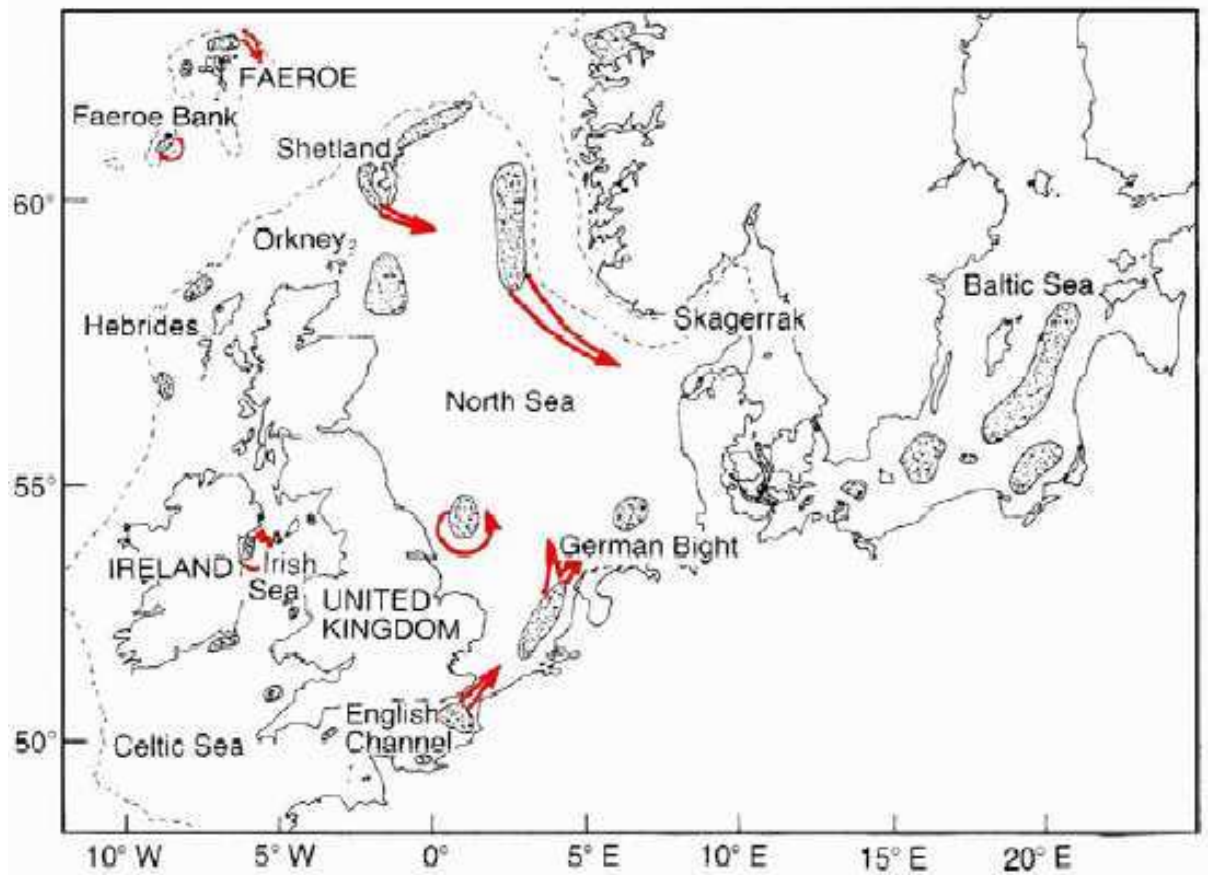 FAEROE
Faeroe Bank
Shetland
60°
Orkney
Baltic Sea
Hebrides
Skagerrak
North Sea
55°
German Bight
IRELAND
Irish
Sea
UNITED
KINGDOM
English
Channel
50°
Celtic Sea
10° W
5° W
0°
5° E
10° E
15° E
20° E